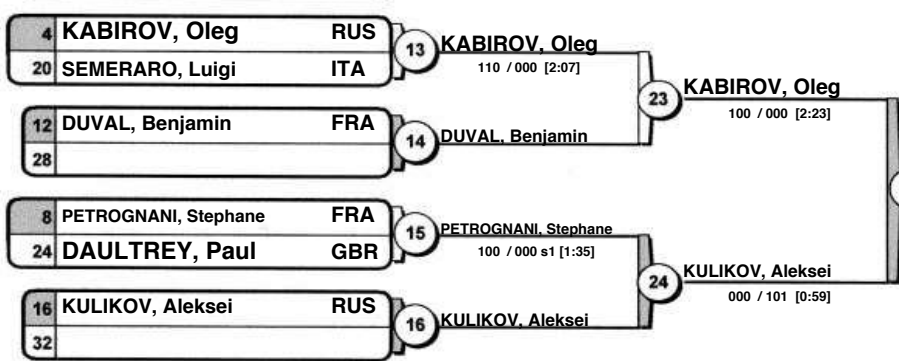 4 KABIROV, Oleg RUS
20 SEMERARO, Luigi ITA
13
KABIROV, Oleg
110 / 000 [2:07]
12 DUVAL, Benjamin FRA
28
14
DUVAL, Benjamin
23
KABIROV, Oleg
100 / 000 [2:23]
8 PETROGNANI, Stephane FRA
24 DAULTREY, Paul GBR
15
PETROGNANI, Stephane
100 / 000 s1 [1:35]
16 KULIKOV, Aleksei RUS
32
16
KULIKOV, Aleksei
24
KULIKOV, Aleksei
000 / 101 [0:59]